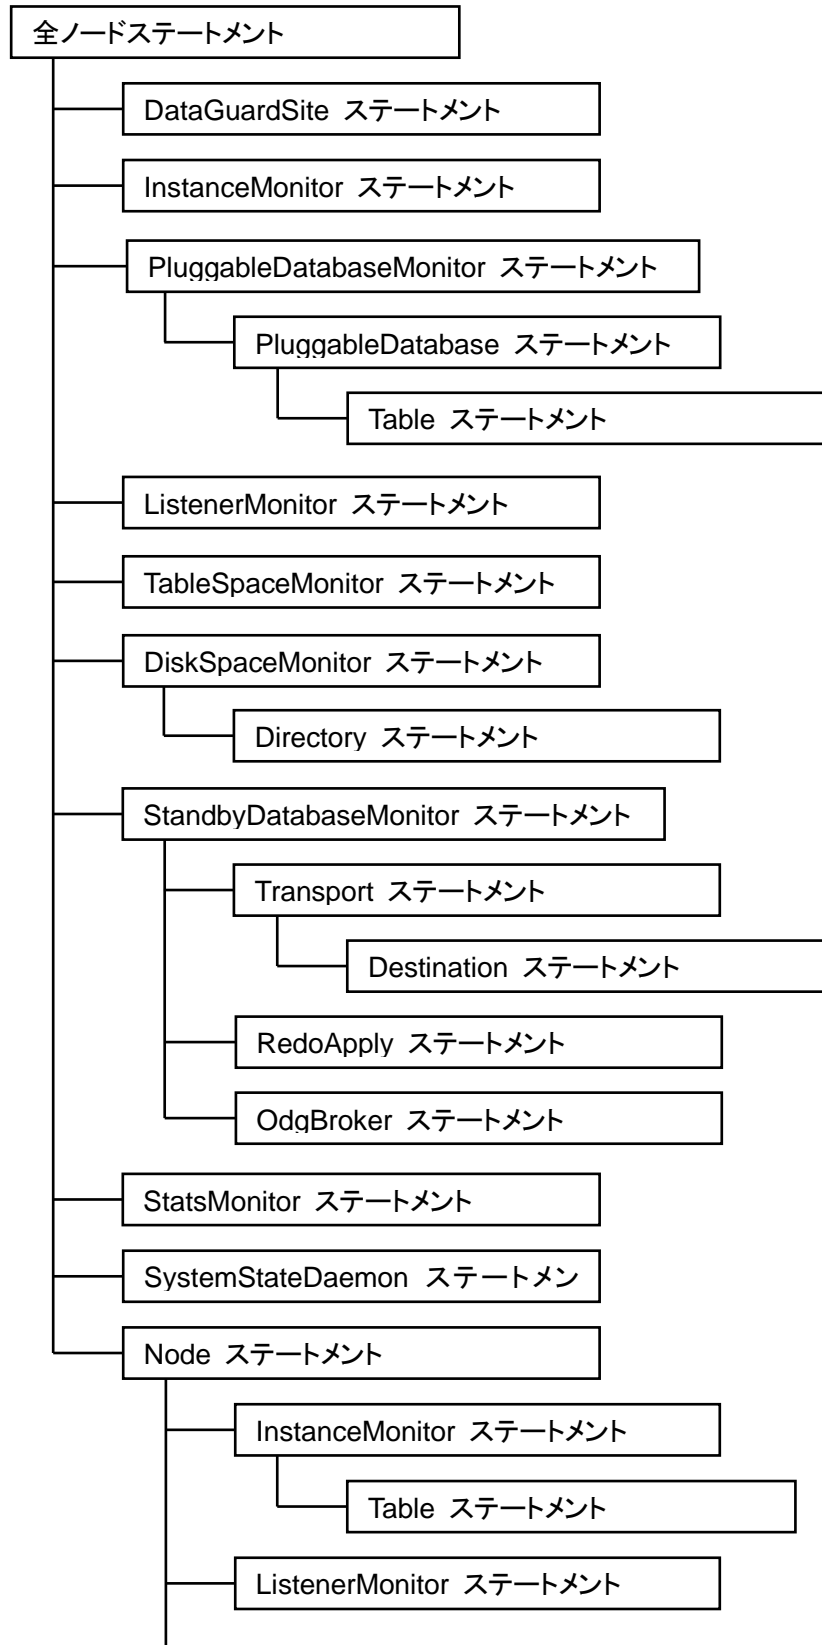 全ノードステートメント
DataGuardSite ステートメント
InstanceMonitor ステートメント
PluggableDatabaseMonitor ステートメント
PluggableDatabase ステートメント
Table ステートメント
ListenerMonitor ステートメント
TableSpaceMonitor ステートメント
DiskSpaceMonitor ステートメント
Directory ステートメント
StandbyDatabaseMonitor ステートメント
Transport ステートメント
Destination ステートメント
RedoApply ステートメント
OdgBroker ステートメント
StatsMonitor ステートメント
SystemStateDaemon ステートメン
Node ステートメント
InstanceMonitor ステートメント
Table ステートメント
ListenerMonitor ステートメント